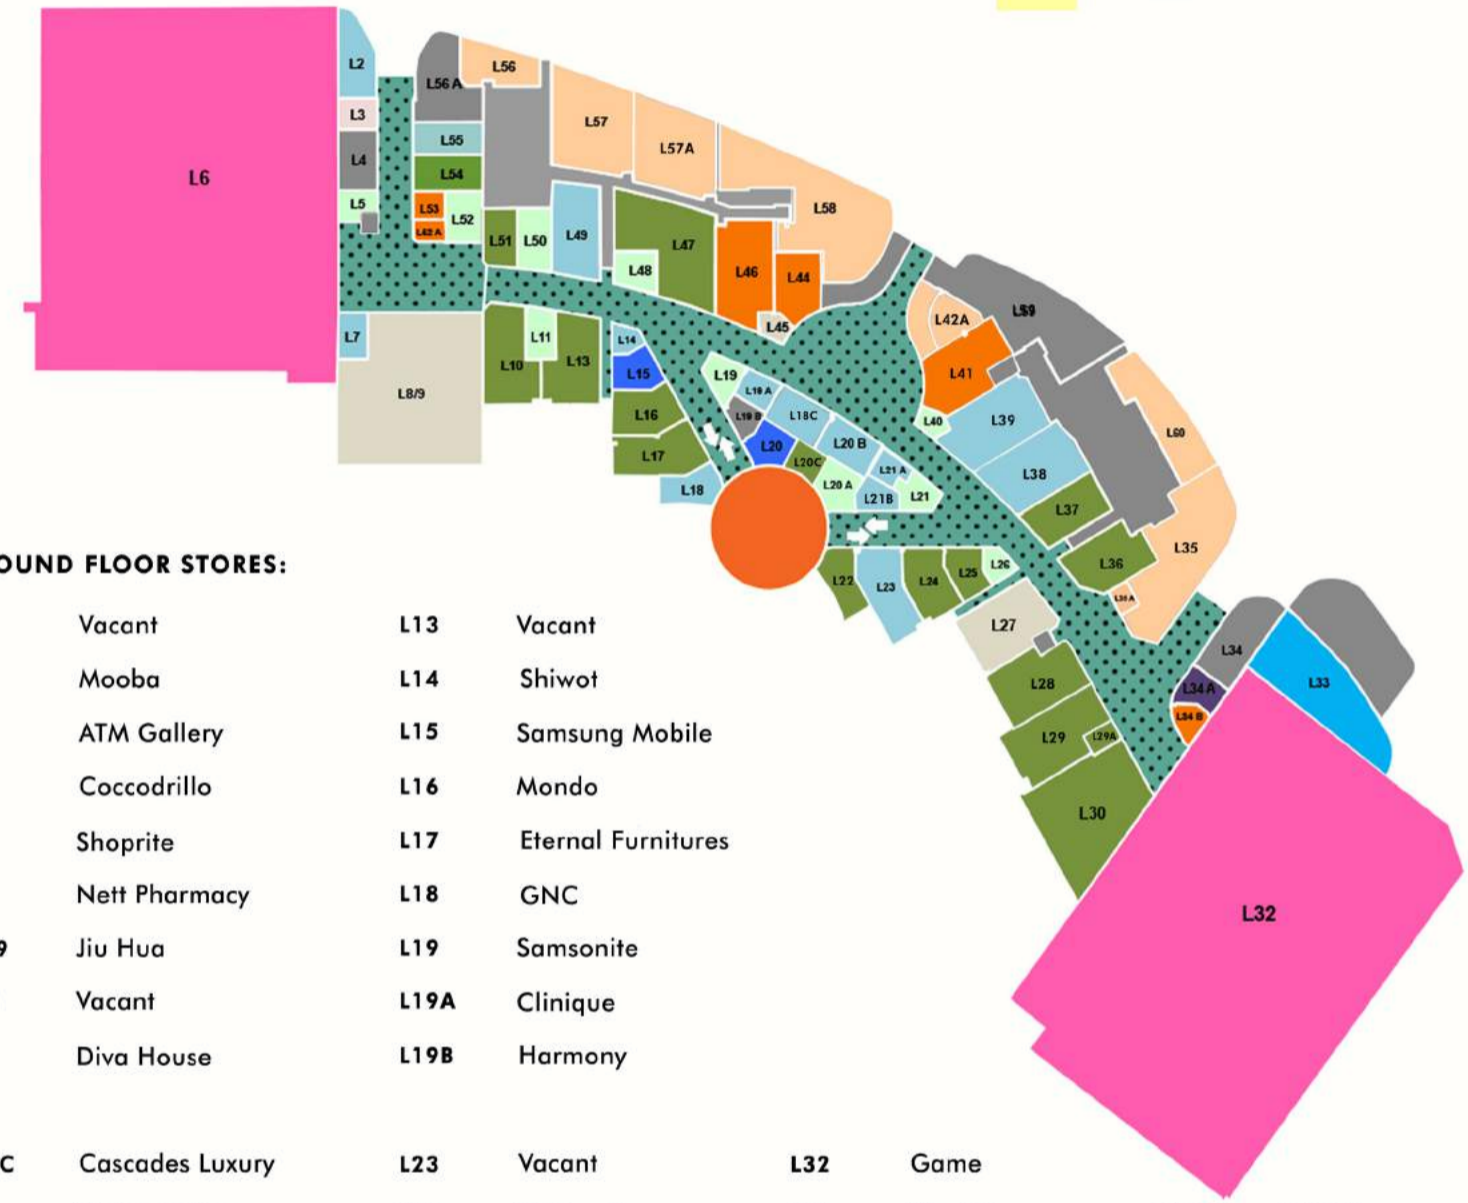 L2
L56 A
L56
L3
L57
L4
L55
L57A
L6
L54
L5
L53
L52
L58
L51
L50
L49
L47
L48
L46
L44
L45
L59
L42A
L7
L10
L11
L13
L14
L15
L41
L8/9
L19
L16
L18C
L40
L39
L60
L19 B
L20
L20 B
L17
L20C
L21 A
L38
L18
L20 A
L21B
L21
L37
L35
L36
L22
L23
L24
L25
L26
L27
L34
L28
L34 A
L33
L34 B
L29
L29A
L30
L32
OUND FLOOR STORES:
Vacant L13 Vacant
Mooba L14 Shiwot
ATM Gallery L15 Samsung Mobile
Coccodrillo L16 Mondo
Shoprite L17 Eternal Furnitures
Nett Pharmacy L18 GNC
9 Jiu Hua L19 Samsonite
Vacant L19A Clinique
Diva House L19B Harmony
C Cascades Luxury L23 Vacant L32 Game